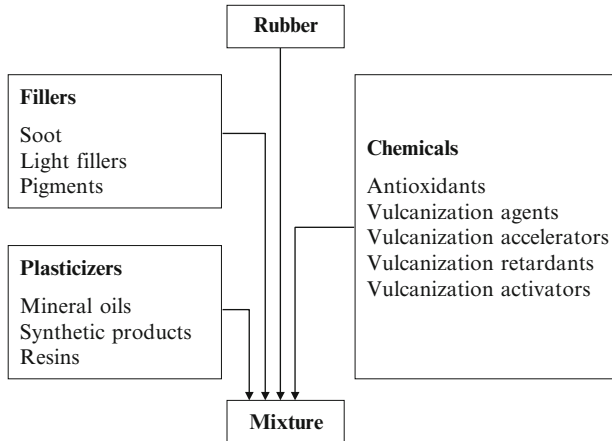 Rubber
Fillers
Soot
Light fillers
Pigments
Chemicals
Antioxidants
Vulcanization agents
Vulcanization accelerators
Vulcanization retardants
Vulcanization activators
Plasticizers
Mineral oils
Synthetic products
Resins
Mixture